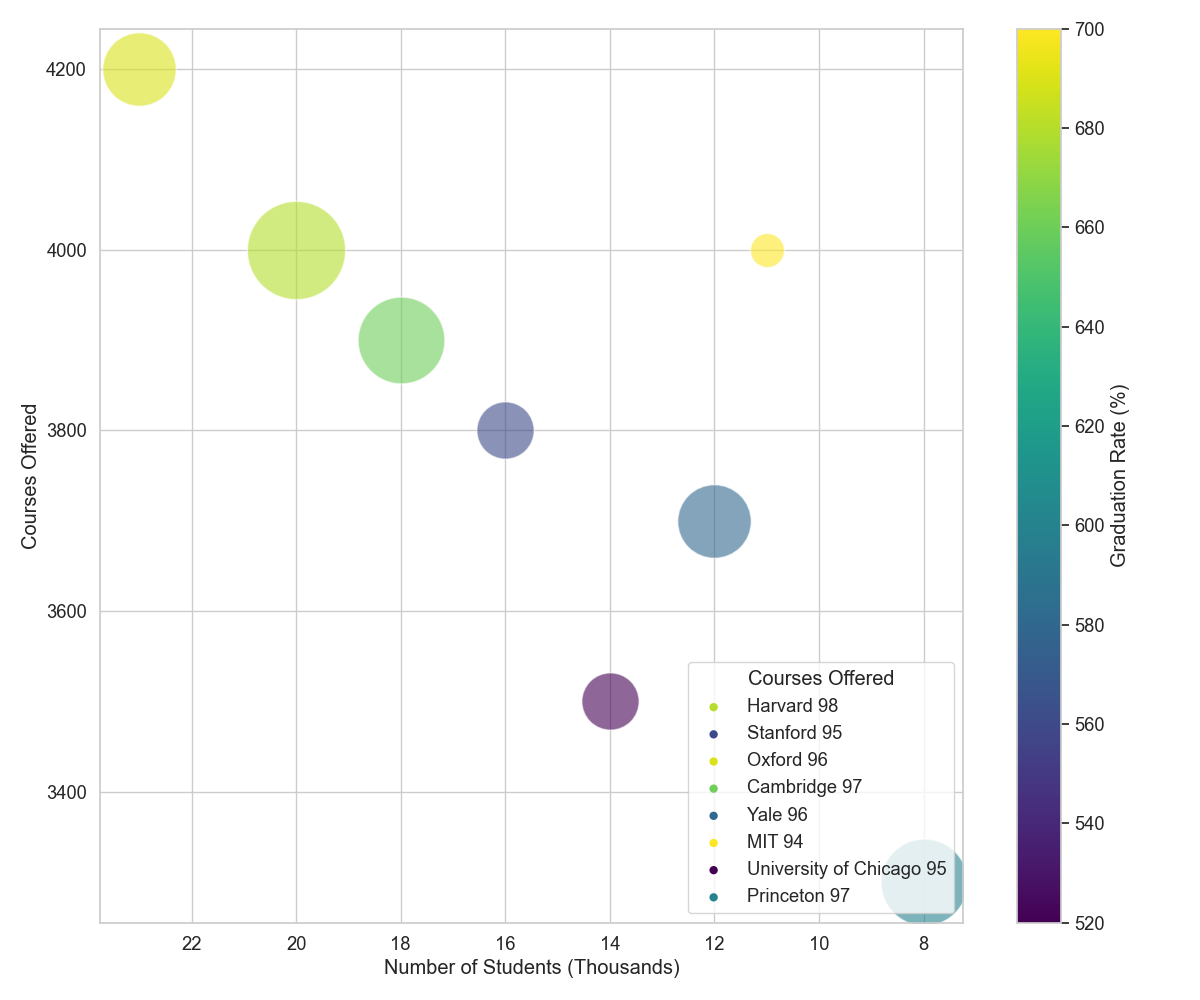 4200
4000
3800
3600
3400
Courses Offered
22
20
18
16
14
12
10
8
Number of Students (Thousands)
Courses Offered
Harvard 98
Stanford 95
Oxford 96
Cambridge 97
Yale 96
MIT 94
University of Chicago 95
Princeton 97
700
680
660
640
620
600
580
560
540
520
Graduation Rate (%)